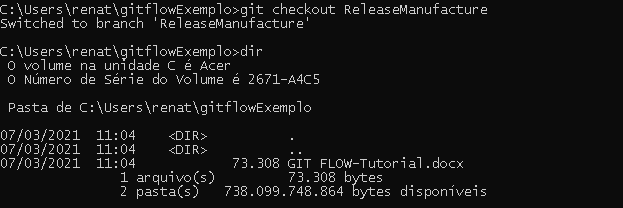 C:\Users\renat\gitflowExemplo>git checkout ReleaseManufacture
Switched to branch 'ReleaseManufacture'
C:\Users\renat\gitflowExemplo>dir
O volume na unidade C é Acer
O Número de Série do Volume é 2671-A4C5
Pasta de C:\Users\renat\gitflowExemplo
07/03/2021  11:04    <DIR>          .
07/03/2021  11:04    <DIR>          ..
07/03/2021  11:04            73.308 GIT FLOW-Tutorial.docx
1 arquivo(s)         73.308 bytes
2 pasta(s)   738.099.748.864 bytes disponíveis